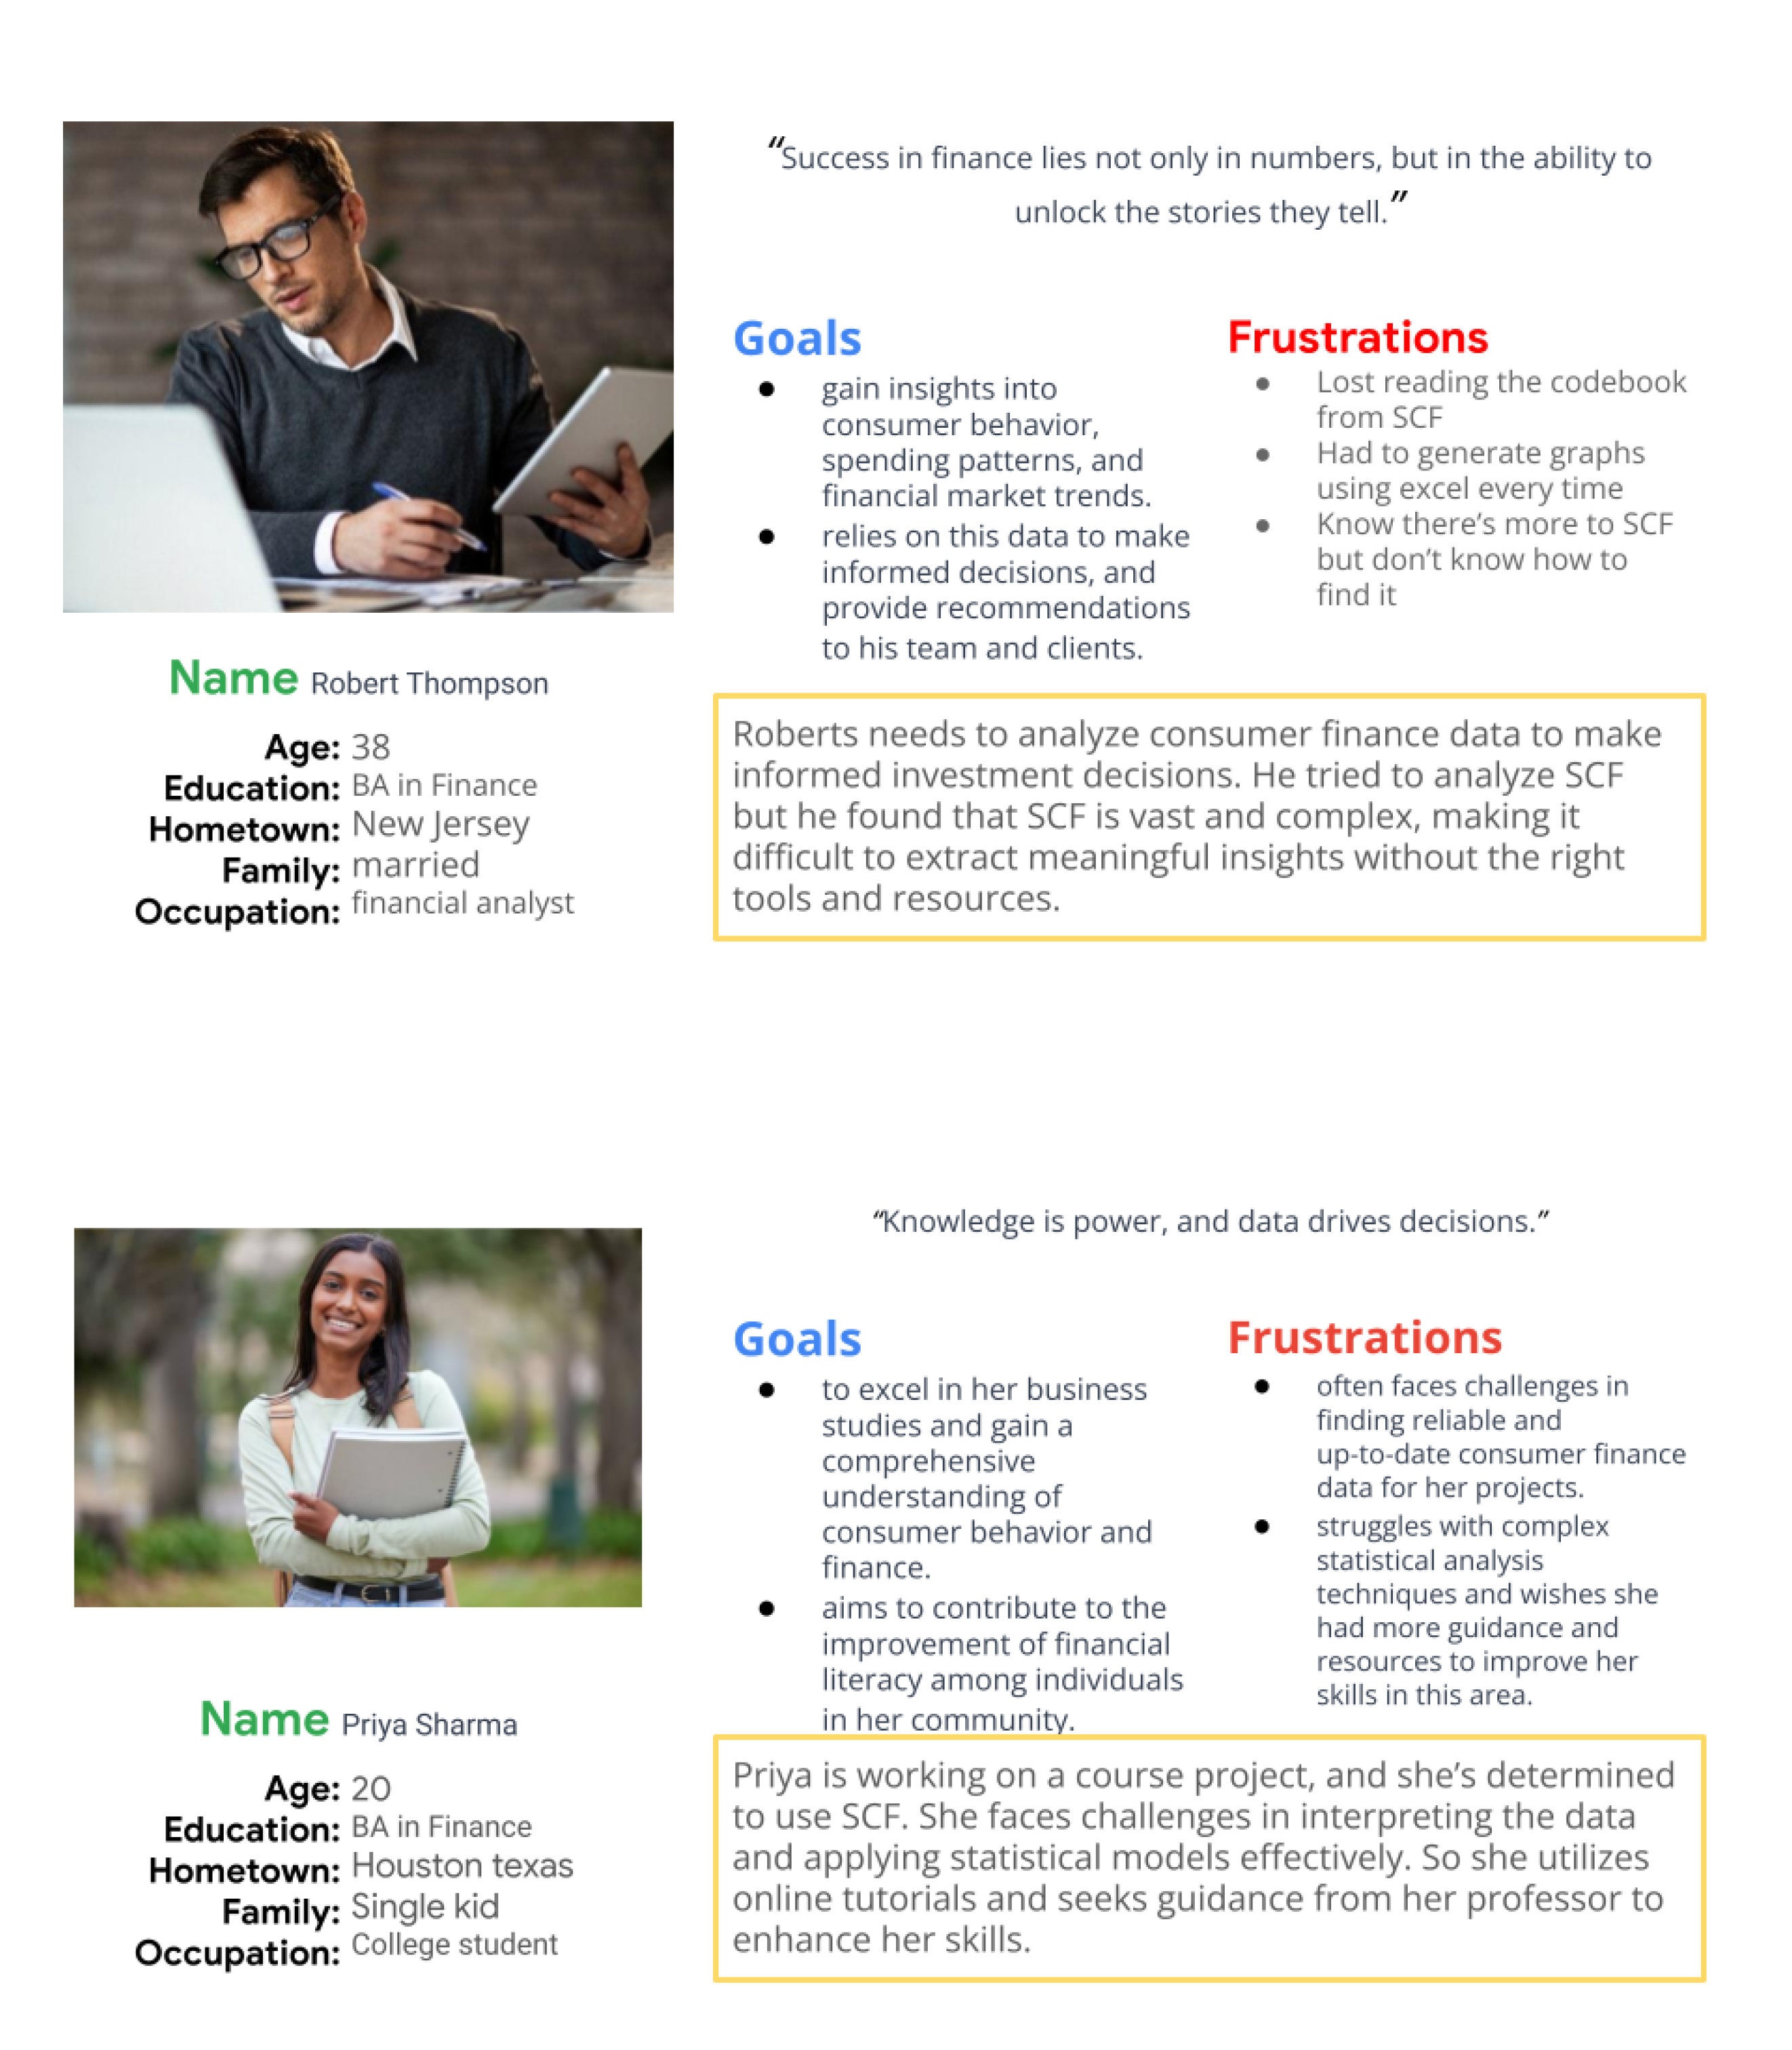 “Success in finance lies not only in numbers, but in the ability to
unlock the stories they tell.”
Goals
● gain insights into
consumer behavior,
spending patterns, and
financial market trends.
● relies on this data to make
informed decisions, and
provide recommendations
to his team and clients.
Frustrations
● Lost reading the codebook
from SCF
● Had to generate graphs
using excel every time
● Know there’s more to SCF
but don’t know how to
find it
Name Robert Thompson
Age: 38
Education: BA in Finance
Hometown: New Jersey
Family: married
Occupation: financial analyst
Roberts needs to analyze consumer finance data to make
informed investment decisions. He tried to analyze SCF
but he found that SCF is vast and complex, making it
difficult to extract meaningful insights without the right
tools and resources.
“Knowledge is power, and data drives decisions.”
Goals
● to excel in her business
studies and gain a
comprehensive
understanding of
consumer behavior and
finance.
● aims to contribute to the
improvement of financial
literacy among individuals
in her community.
Frustrations
● often faces challenges in
finding reliable and
up-to-date consumer finance
data for her projects.
● struggles with complex
statistical analysis
techniques and wishes she
had more guidance and
resources to improve her
skills in this area.
Name Priya Sharma
Age: 20
Education: BA in Finance
Hometown: Houston texas
Family: Single kid
Occupation: College student
Priya is working on a course project, and she’s determined
to use SCF. She faces challenges in interpreting the data
and applying statistical models effectively. So she utilizes
online tutorials and seeks guidance from her professor to
enhance her skills.